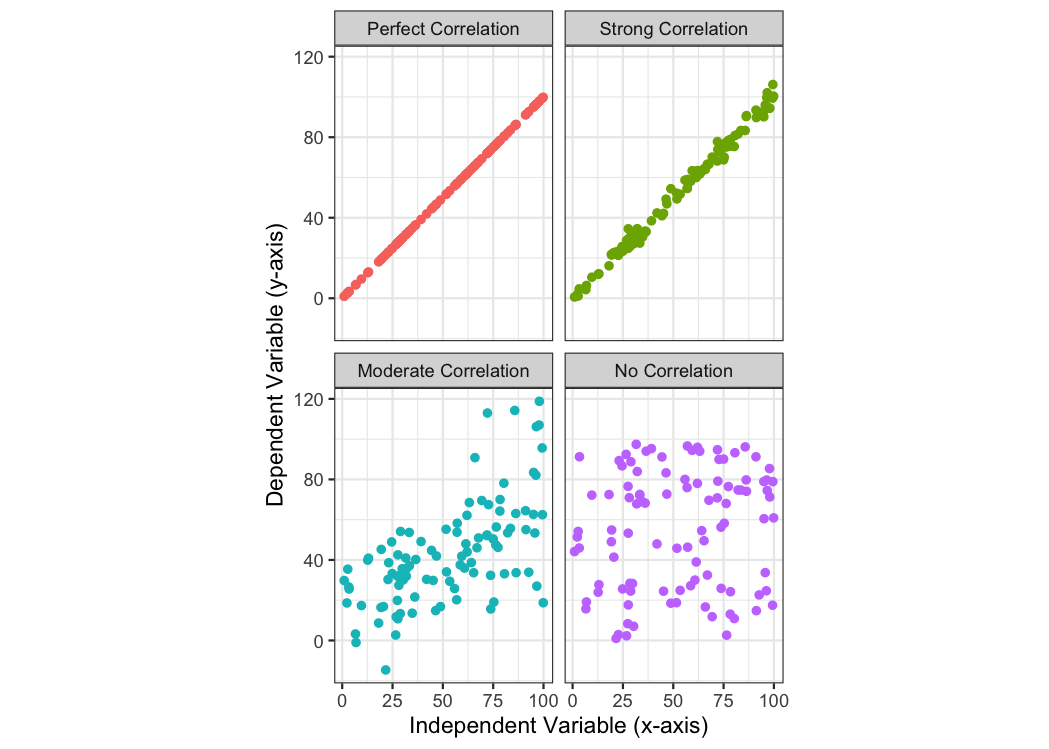 Perfect Correlation
Strong Correlation
120
80
40
0
Dependent Variable (y-axis)
Moderate Correlation
No Correlation
120
80
40
0
0 25 50 75 100
0 25 50 75 100
Independent Variable (x-axis)